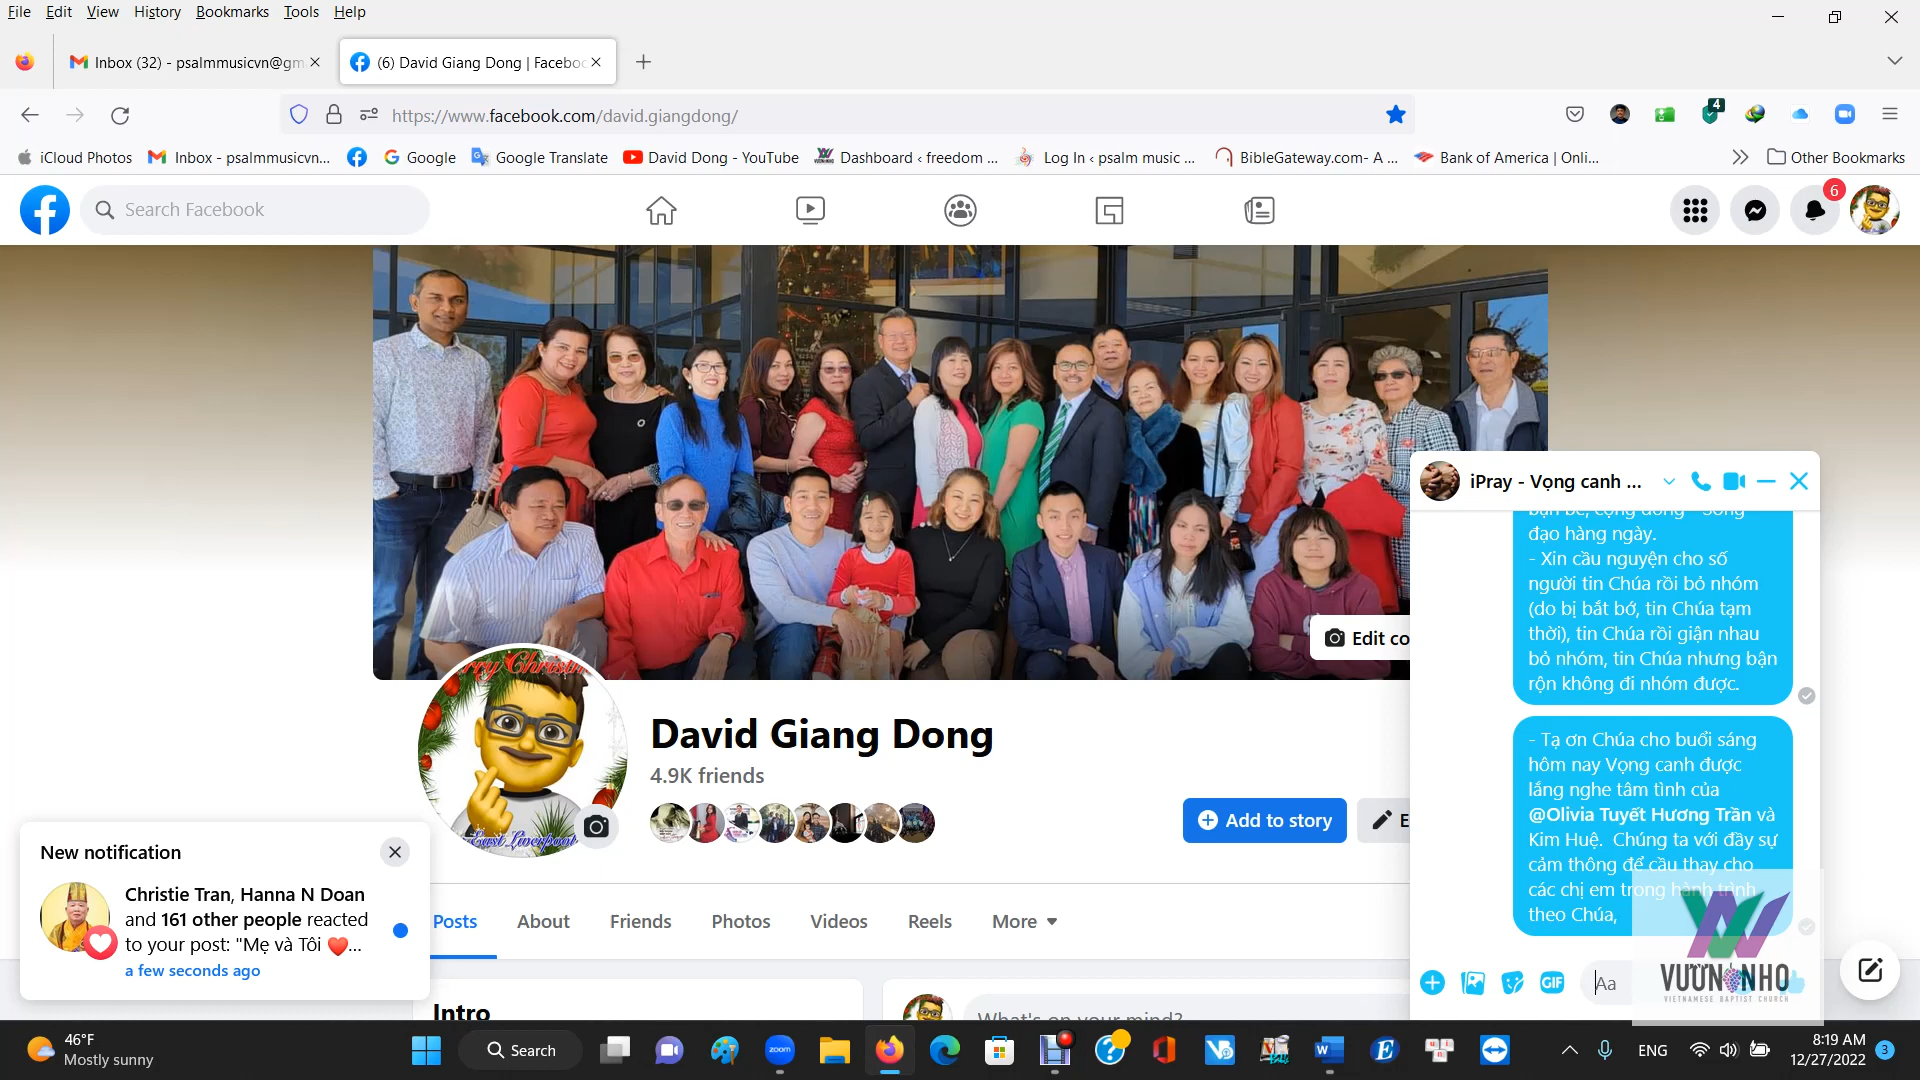 File Edit View History Bookmarks Tools Help
Inbox (32) - psalmmusicvn@gm
(6) David Giang Dong | Faceboo
https://www.facebook.com/david.giangdong/
4
iCloud Photos
Inbox - psalmmusicvn...
Google
Google Translate
David Dong - YouTube
Dashboard ‹ freedom ...
Log In ‹ psalm music ...
BibleGateway.com- A ...
Bank of America | Onli...
Other Bookmarks
Search Facebook
6
Edit co
iPray - Vọng canh ...
đạo hàng ngày.
- Xin cầu nguyện cho số
người tin Chúa rồi bỏ nhóm
(do bị bắt bớ, tin Chúa tạm
thời), tin Chúa rồi giận nhau
bỏ nhóm, tin Chúa nhưng bận
rộn không đi nhóm được.
- Tạ ơn Chúa cho buổi sáng
hôm nay Vọng canh được
lắng nghe tâm tình của
@Olivia Tuyết Hương Trần và
Kim Huệ. Chúng ta với đầy sự
cảm thông để cầu thay cho
các chị em trong hành trình
theo Chúa,
GIF
Aa
VUON NHO
VIETNAMESE BAPTIST CHURCH
rry Christm
East Liverpool
David Giang Dong
4.9K friends
Add to story
E
New notification
Christie Tran, Hanna N Doan
and 161 other people reacted
to your post: "Mẹ và Tôi ❤️...
a few seconds ago
Posts
About
Friends
Photos
Videos
Reels
More
Intro
What's on your mind?
46°F
Mostly sunny
Search
zoom
ENG
8:19 AM
12/27/2022
3